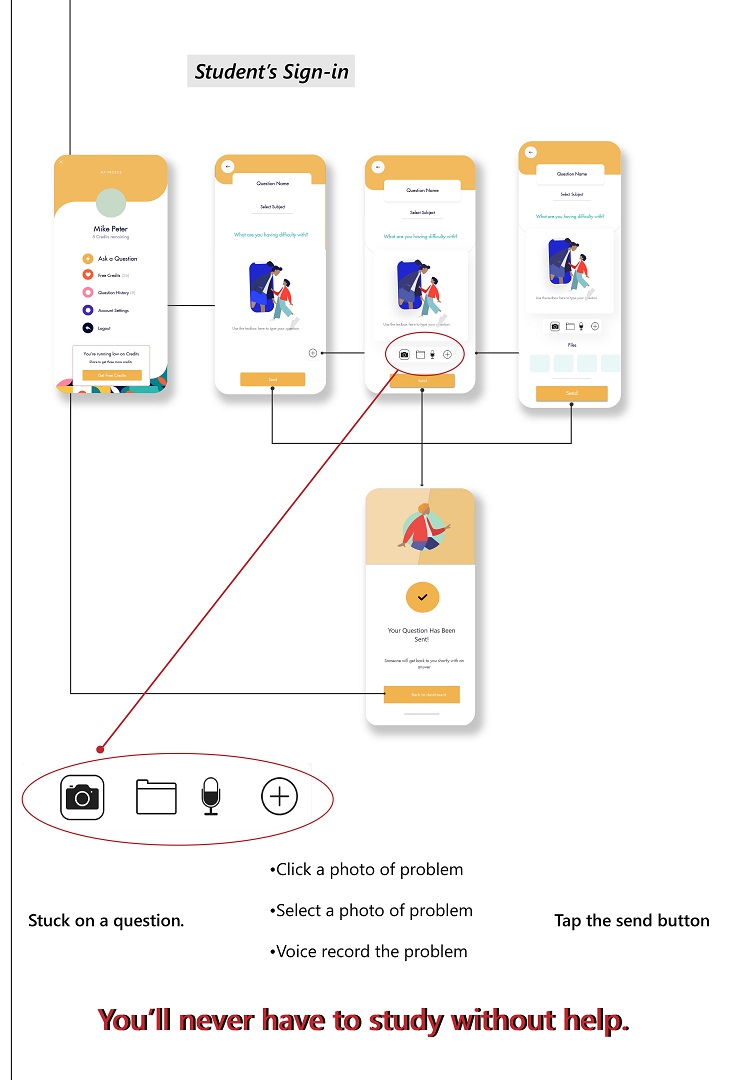 Student's Sign-in
Mike Peter
0 Credits remaining
Ask a Question
Free Credits
Question History
Account Settings
Logout
You're running low on Credits
Share to get three more credits
Get Free Credits
Question Name
Select Subject
What are you having difficulty with?
Use the textbox here to type your question
Send
Question Name
Select Subject
What are you having difficulty with?
Use the textbox here to type your question
Send
Question Name
Select Subject
What are you having difficulty with?
Use the textbox here to type your question
Files
Send
Your Question Has Been
Sent!
Someone will get back to you shortly with an
answer
Back to dashboard
•Click a photo of problem
Stuck on a question.
•Select a photo of problem
Tap the send button
•Voice record the problem
You'll never have to study without help.